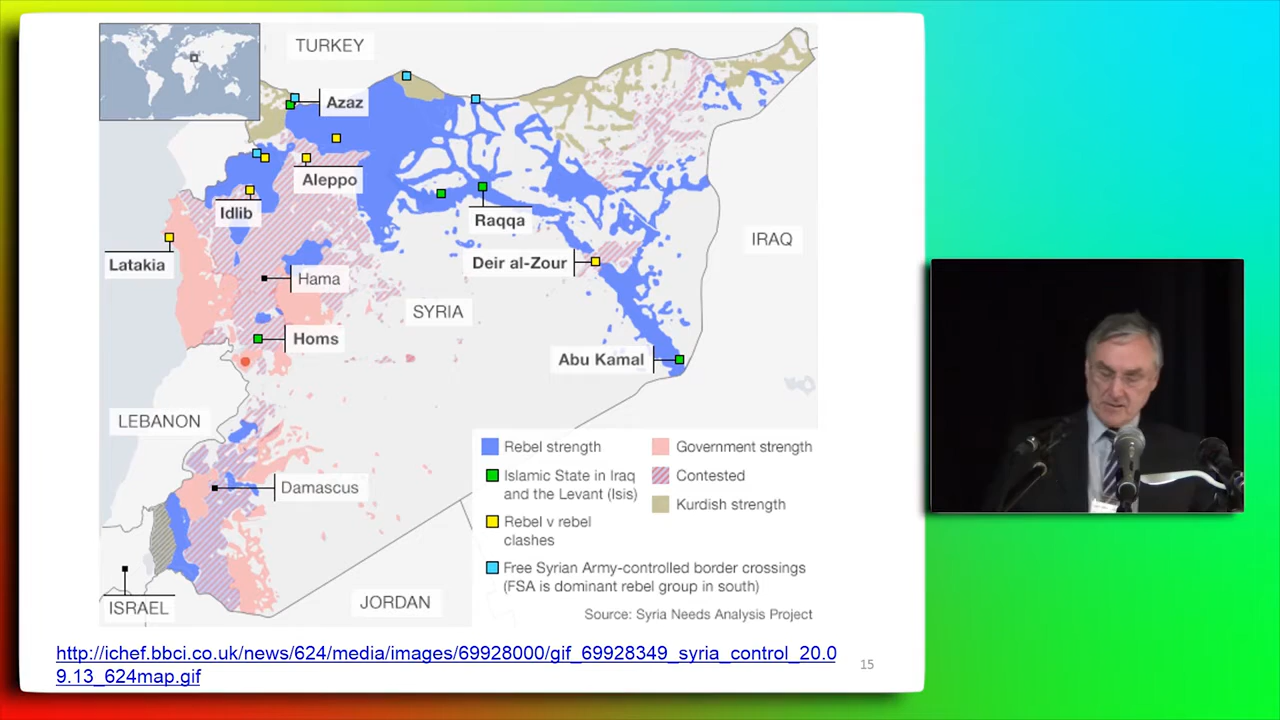 TURKEY
Azaz
Aleppo
Idlib
Raqqa
IRAQ
Latakia
Deir al-Zour
Hama
SYRIA
Homs
Abu Kamal
LEBANON
Damascus
ISRAEL
JORDAN
Rebel strength
Islamic State in Iraq
and the Levant (Isis)
Rebel v rebel
clashes
Free Syrian Army-controlled border crossings
(FSA is dominant rebel group in south)
Government strength
Contested
Kurdish strength
Source: Syria Needs Analysis Project
http://ichef.bbci.co.uk/news/624/media/images/69928000/gif_69928349_syria_control_20.0
9.13_624map.gif
15